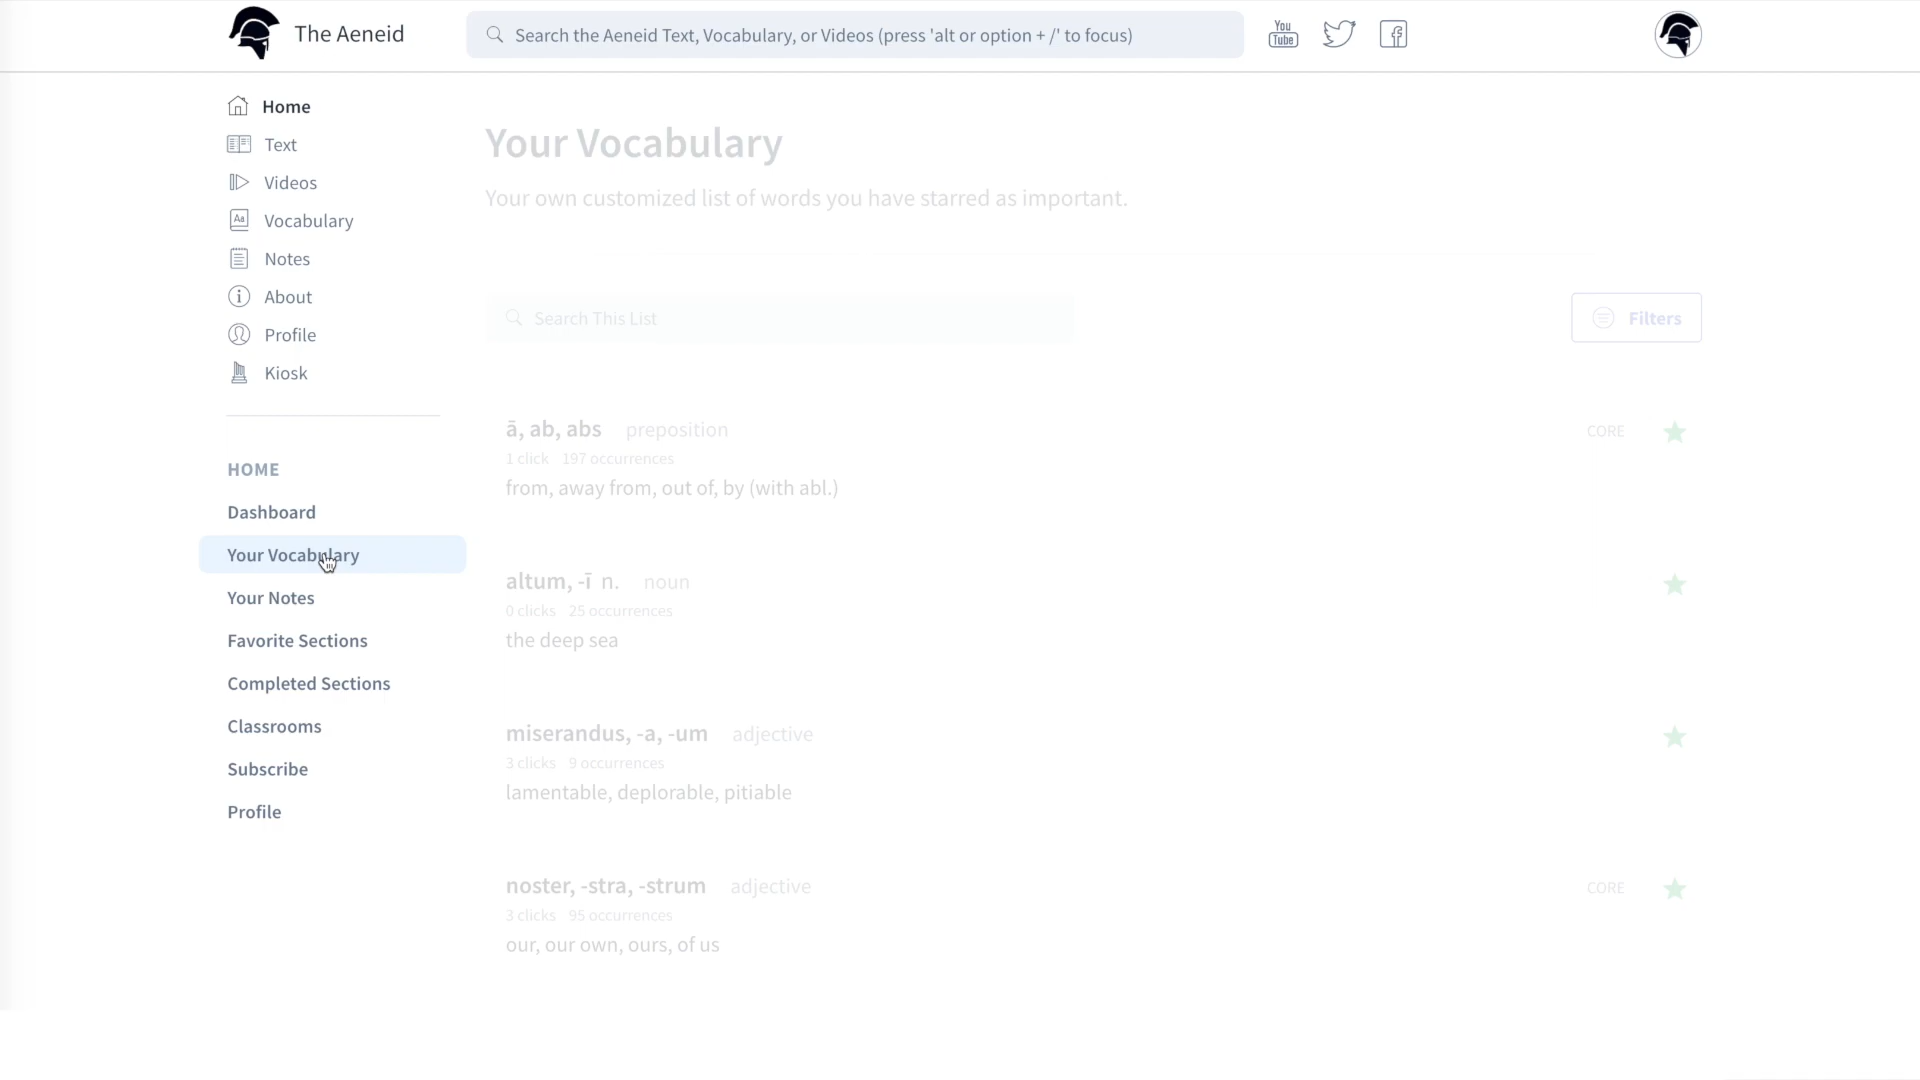 The Aeneid
Search the Aeneid Text, Vocabulary, or Videos (press 'alt or option + /' to focus)
You
Tube
Home
Text
Videos
Aa
Vocabulary
Notes
About
Profile
Kiosk
HOME
Dashboard
Your Vocabulary
Your Notes
Favorite Sections
Completed Sections
Classrooms
Subscribe
Profile
Your Vocabulary
Your own customized list of words you have starred as important.
Search This List
Filters
ā, ab, abs preposition CORE
1 click 197 occurrences
from, away from, out of, by (with abl.)
altum, -ī n. noun
0 clicks 25 occurrences
the deep sea
miserandus, -a, -um adjective
3 clicks 9 occurrences
lamentable, deplorable, pitiable
noster, -stra, -strum adjective CORE
3 clicks 95 occurrences
our, our own, ours, of us